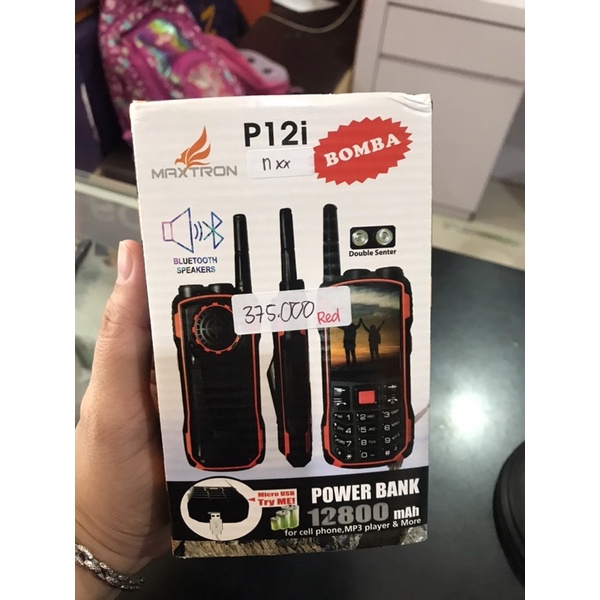 P12i
n xx
BOMBA
MAXTRON
BLUETOOTH
SPEAKERS
Double Senter
375.000 Red
Micro USB
Try ME!
POWER BANK
12800 mAh
for cell phone,MP3 player & More